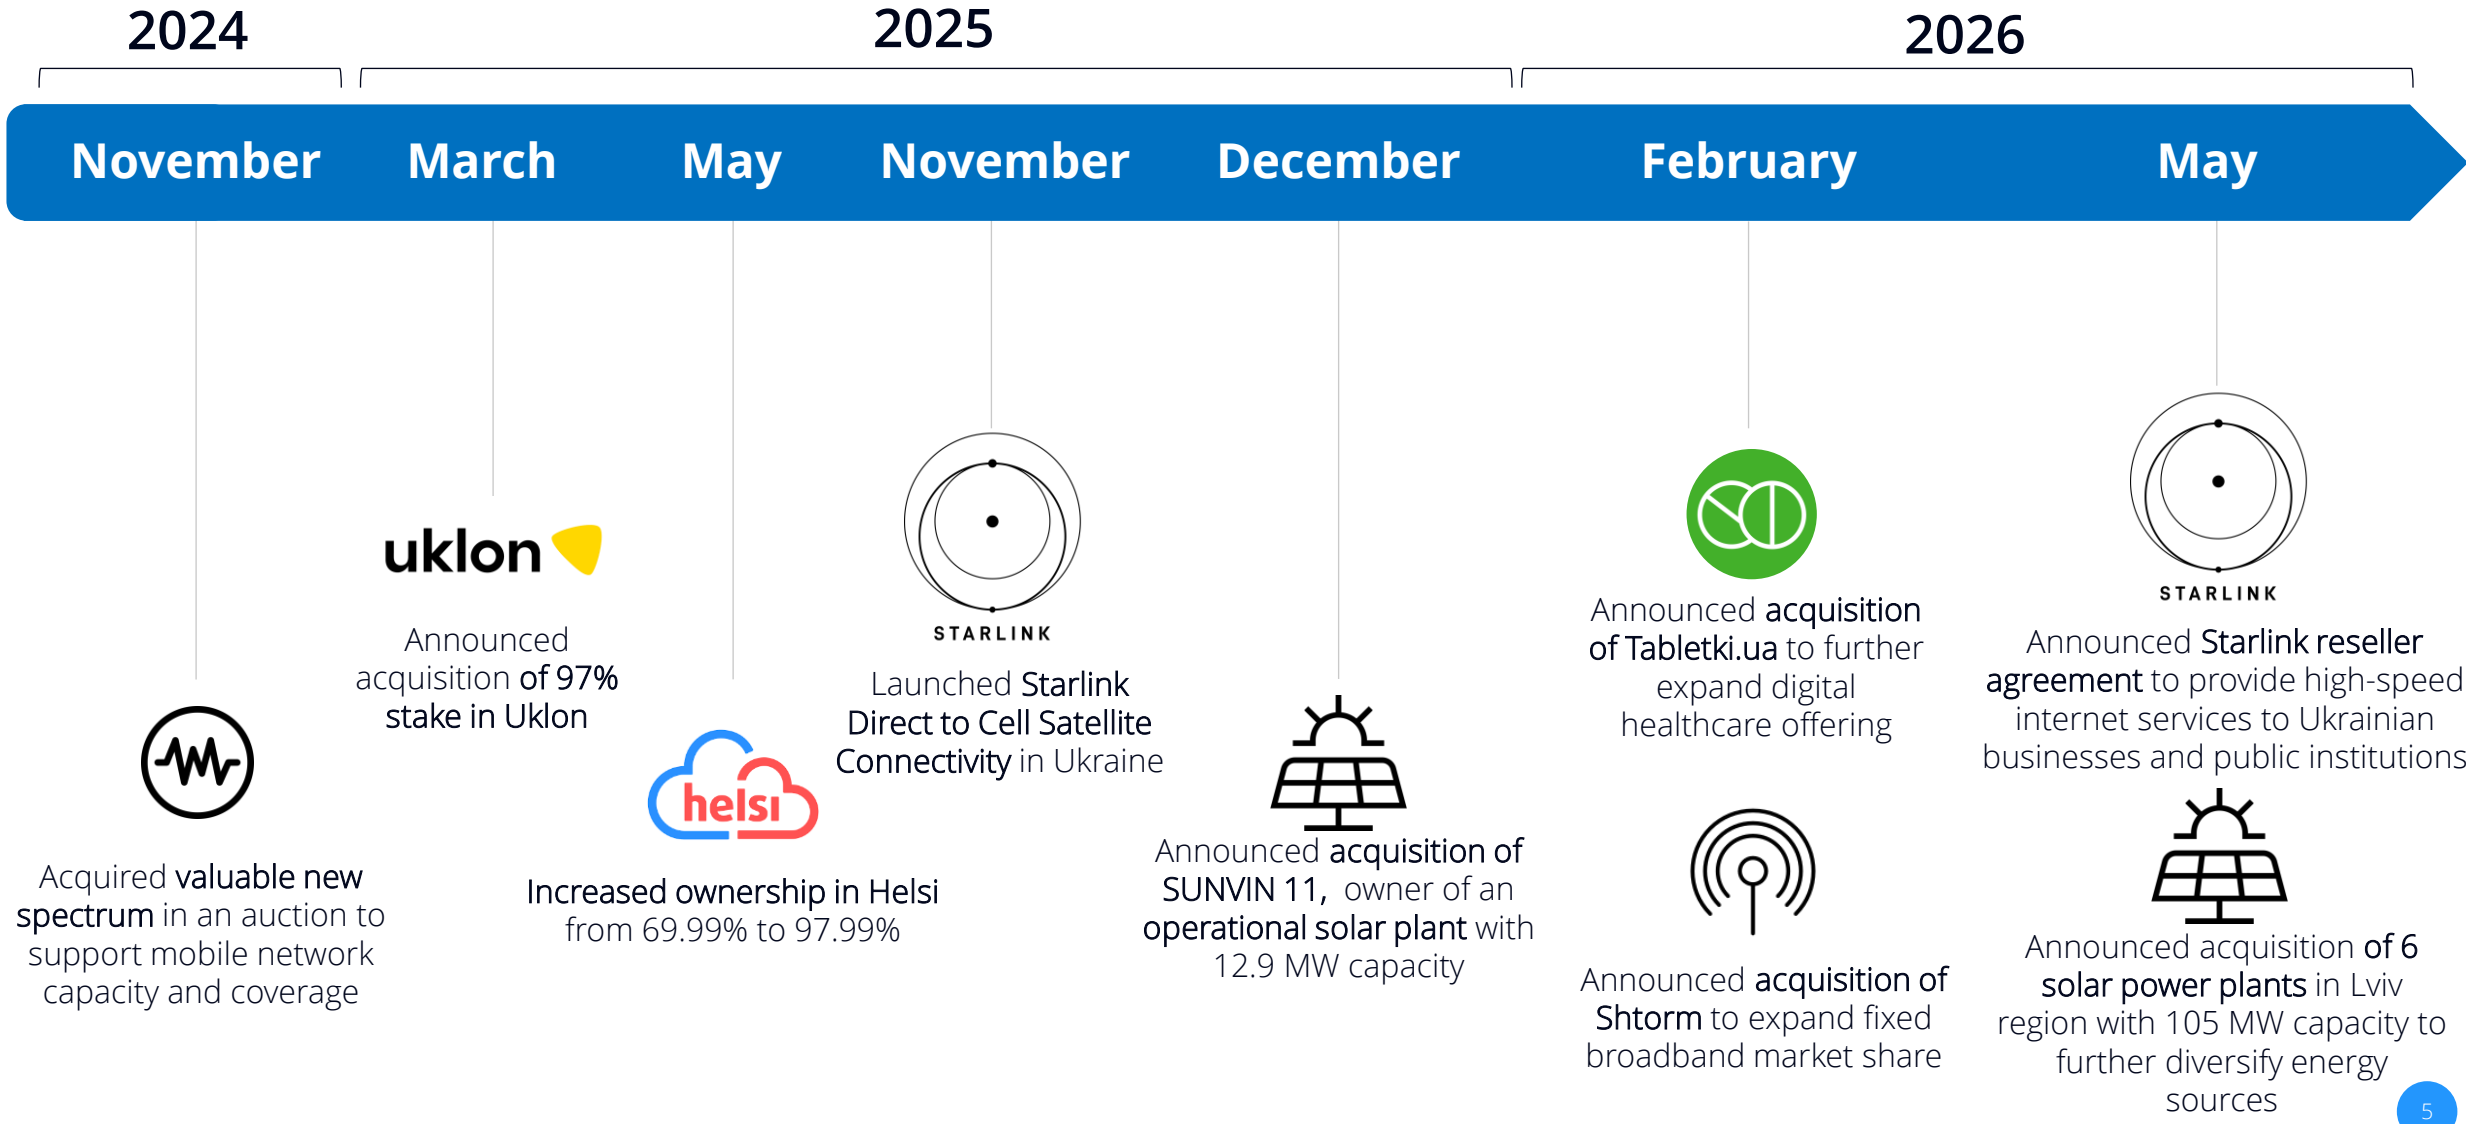 2024
2025
2026
November
March
May
November
December
February
May
Acquired valuable new
spectrum in an auction to
support mobile network
capacity and coverage
uklon
Announced
acquisition of 97%
stake in Uklon
helsi
Increased ownership in Helsi
from 69.99% to 97.99%
STARLINK
Launched Starlink
Direct to Cell Satellite
Connectivity in Ukraine
Announced acquisition of
SUNVIN 11, owner of an
operational solar plant with
12.9 MW capacity
Announced acquisition
of Tabletki.ua to further
expand digital
healthcare offering
Announced acquisition of
Shtorm to expand fixed
broadband market share
STARLINK
Announced Starlink reseller
agreement to provide high-speed
internet services to Ukrainian
businesses and public institutions
Announced acquisition of 6
solar power plants in Lviv
region with 105 MW capacity to
further diversify energy
sources
5